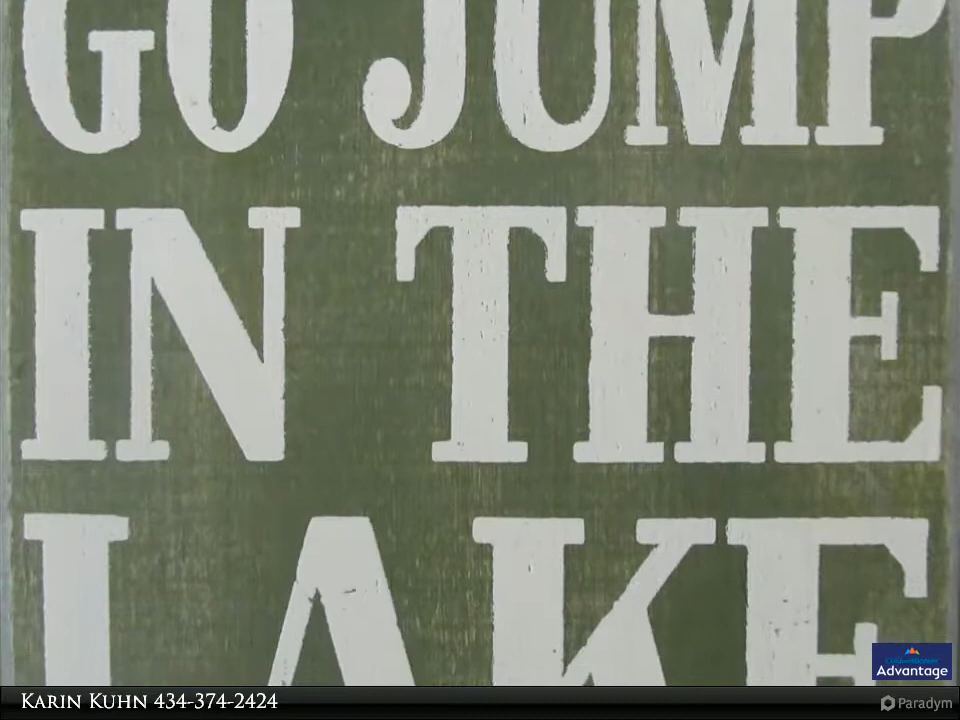 GO JUMP
IN THE
LAKE
Advantage
KARIN KUHN 434-374-2424
Paradym